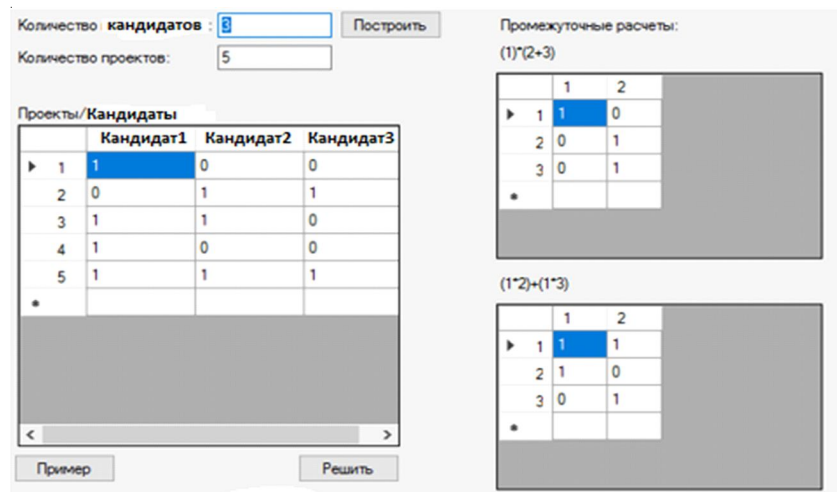 Количество кандидатов : 3 Построить
Количество проектов: 5
Проекты/Кандидаты
Кандидат1 Кандидат2 Кандидат3
1 1 0 0
2 0 1 1
3 1 1 0
4 1 0 0
5 1 1 1
*
< >
Пример Решить
Промежуточные расчеты:
(1)*(2+3)
1 2
1 1 0
2 0 1
3 0 1
*
(1*2)+(1*3)
1 2
1 1 1
2 1 0
3 0 1
*